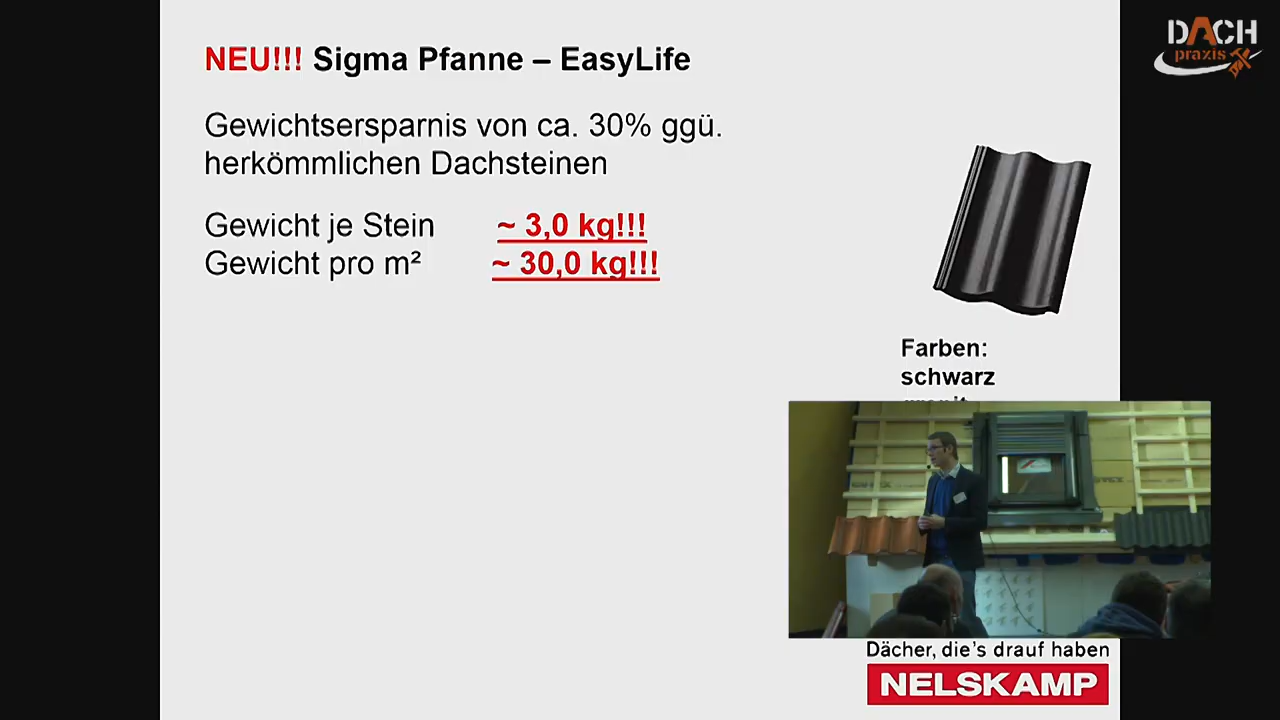 DACH
praxis
NEU!!! Sigma Pfanne – EasyLife
Gewichtsersparnis von ca. 30% ggü.
herkömmlichen Dachsteinen
Gewicht je Stein ~ 3,0 kg!!!
Gewicht pro m² ~ 30,0 kg!!!
Farben:
schwarz
Dächer, die's drauf haben
NELSKAMP